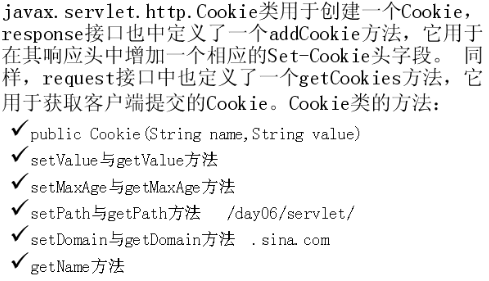 javax.servlet.http.Cookie类用于创建一个Cookie，
response接口也中定义了一个addCookie方法，它用于
在其响应头中增加一个相应的Set-Cookie头字段。 同
样，request接口中也定义了一个getCookies方法，它
用于获取客户端提交的Cookie。Cookie类的方法：
✓public Cookie(String name,String value)
✓setValue与getValue方法
✓setMaxAge与getMaxAge方法
✓setPath与getPath方法 /day06/servlet/
✓setDomain与getDomain方法 .sina.com
✓getName方法